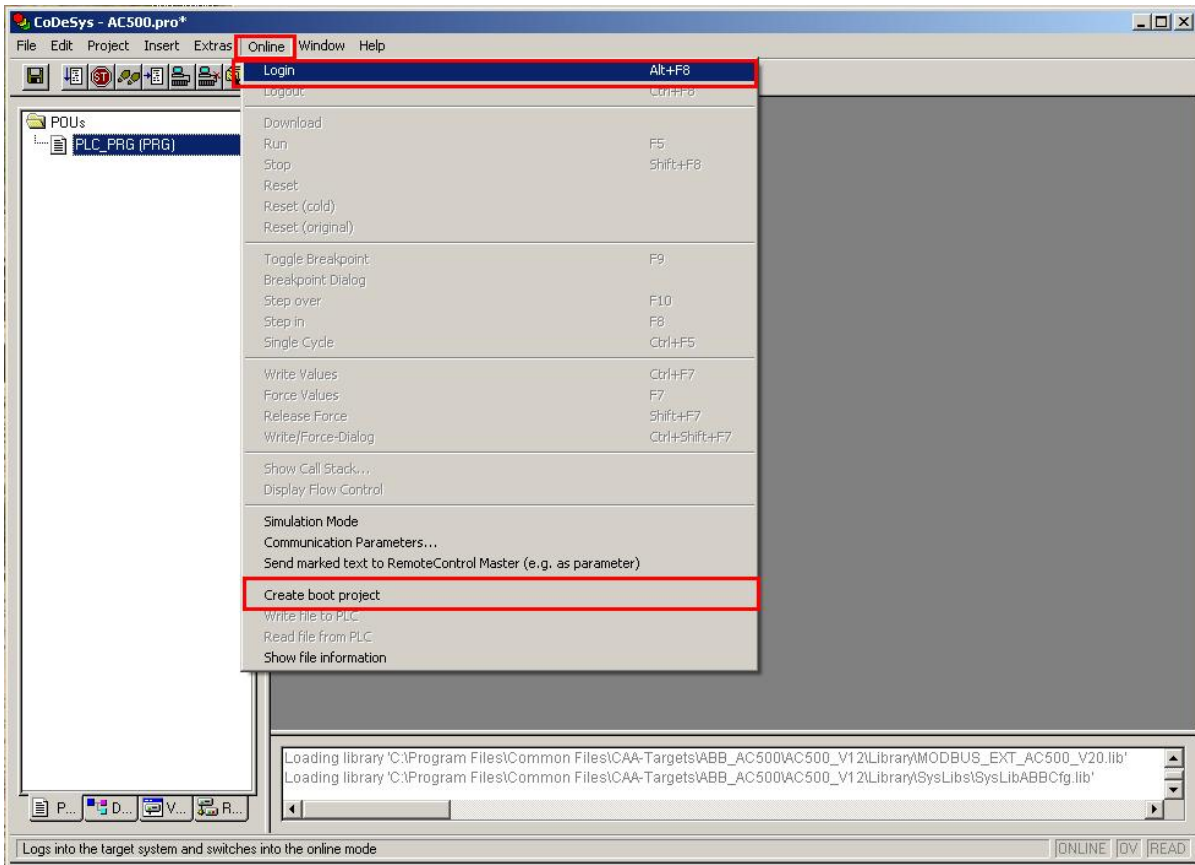 CoDeSys - AC500.pro*
File Edit Project Insert Extras Online Window Help
Login Alt+F8
Logout Ctrl+F8
Download
Run F5
Stop Shift+F8
Reset
Reset (cold)
Reset (original)
Toggle Breakpoint F9
Breakpoint Dialog
Step over F10
Step in F8
Single Cycle Ctrl+F5
Write Values Ctrl+F7
Force Values F7
Release Force Shift+F7
Write/Force-Dialog Ctrl+Shift+F7
Show Call Stack...
Display Flow Control
Simulation Mode
Communication Parameters...
Send marked text to RemoteControl Master (e.g. as parameter)
Create boot project
Write file to PLC
Read file from PLC
Show file information
POUs
PLC_PRG (PRG)
Loading library 'C:\Program Files\Common Files\CAA-Targets\ABB_AC500\AC500_V12\Library\MODBUS_EXT_AC500_V20.lib'
Loading library 'C:\Program Files\Common Files\CAA-Targets\ABB_AC500\AC500_V12\Library\SysLibs\SysLibABBCfg.lib'
P... D... V... R...
Logs into the target system and switches into the online mode ONLINE OV READ